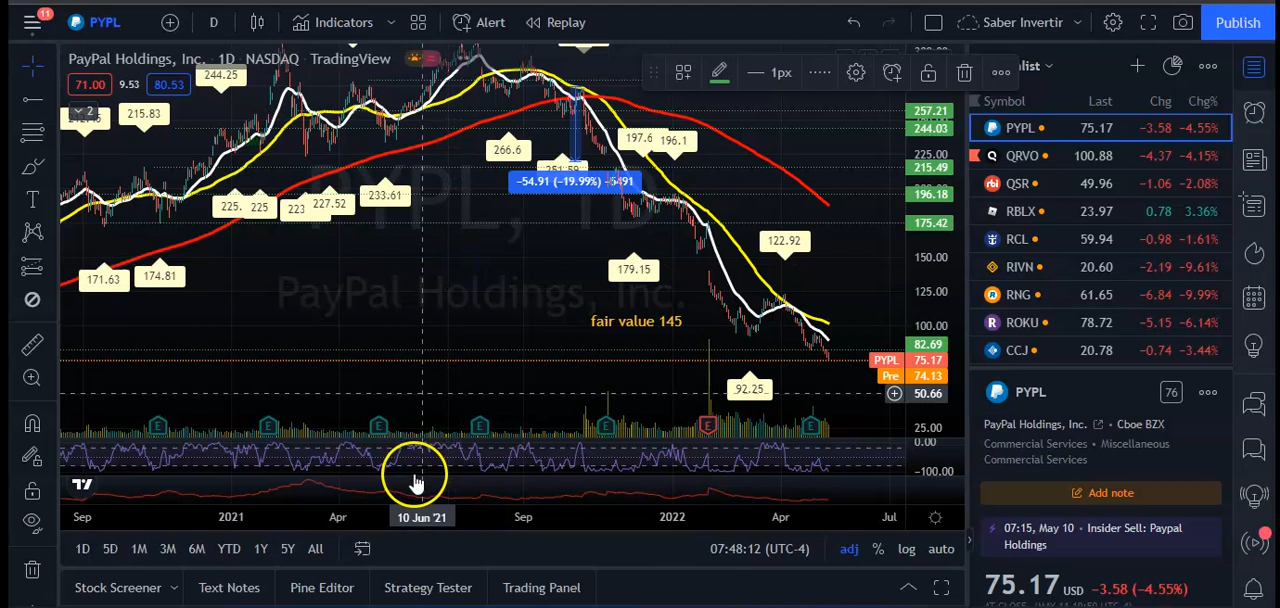 11
PYPL
D
Indicators
Alert
Replay
Saber Invertir
Publish
PayPal Holdings, Inc. · 1D · NASDAQ
TradingView
71.00 9.53 80.53
2
1px
300.00
257.21
244.03
225.00
215.49
196.18
175.42
150.00
125.00
100.00
82.69
PYPL 75.17
Pre 74.13
50.66
25.00
0.00
−100.00
244.25
215.83
266.6
197.6
196.1
−54.91 (−19.99%) −5491
225.
225
223
227.52
233.61
171.63
174.81
179.15
122.92
fair value 145
92.25
PYPL, 1D
PayPal Holdings, Inc.
E E E E E E E
Sep 2021 Apr 10 Jun '21 Sep 2022 Apr Jul
1D 5D 1M 3M 6M YTD 1Y 5Y All
07:48:12 (UTC-4)
adj % log auto
Stock Screener
Text Notes
Pine Editor
Strategy Tester
Trading Panel
list
Symbol Last Chg Chg%
PYPL 75.17 −3.58 −4.55%
QRVO 100.88 −4.37 −4.15%
QSR 49.96 −1.06 −2.08%
RBLX 23.97 0.78 3.36%
RCL 59.94 −0.98 −1.61%
RIVN 20.60 −2.19 −9.61%
RNG 61.65 −6.84 −9.99%
ROKU 78.72 −5.15 −6.14%
CCJ 20.78 −0.74 −3.44%
PYPL
76
PayPal Holdings, Inc. · Cboe BZX
Commercial Services · Miscellaneous
Commercial Services
Add note
07:15, May 10 · Insider Sell: Paypal
Holdings
75.17 USD −3.58 (−4.55%)